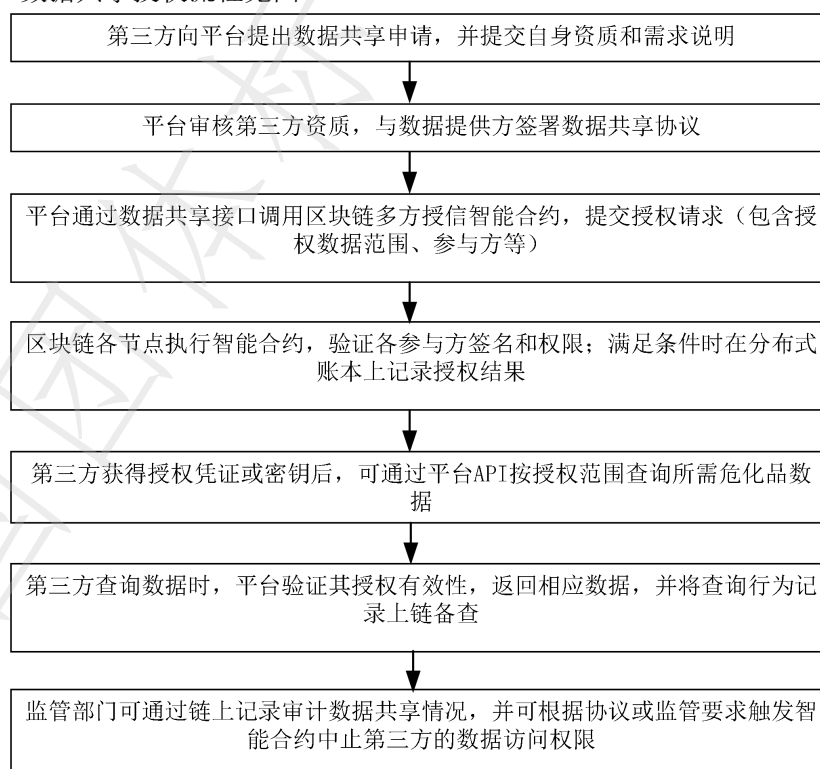 第三方向平台提出数据共享申请，并提交自身资质和需求说明
平台审核第三方资质，与数据提供方签署数据共享协议
平台通过数据共享接口调用区块链多方授信智能合约，提交授权请求（包含授
权数据范围、参与方等）
区块链各节点执行智能合约，验证各参与方签名和权限；满足条件时在分布式
账本上记录授权结果
第三方获得授权凭证或密钥后，可通过平台API按授权范围查询所需危化品数
据
第三方查询数据时，平台验证其授权有效性，返回相应数据，并将查询行为记
录上链备查
监管部门可通过链上记录审计数据共享情况，并可根据协议或监管要求触发智
能合约中止第三方的数据访问权限